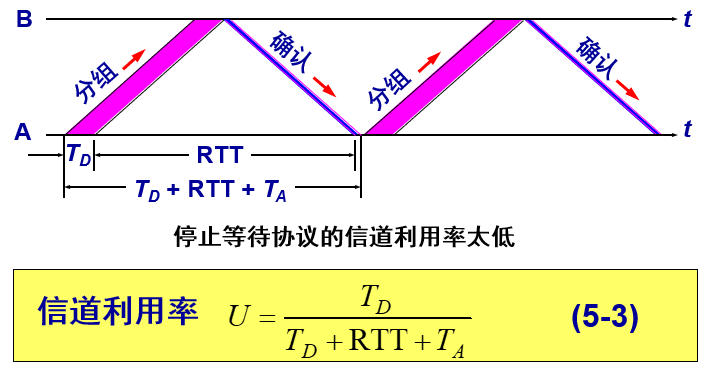 B t
分组 确认 分组 确认
A t
T_D RTT
T_D + RTT + T_A
停止等待协议的信道利用率太低
信道利用率 U = T_D / (T_D + RTT + T_A) (5-3)